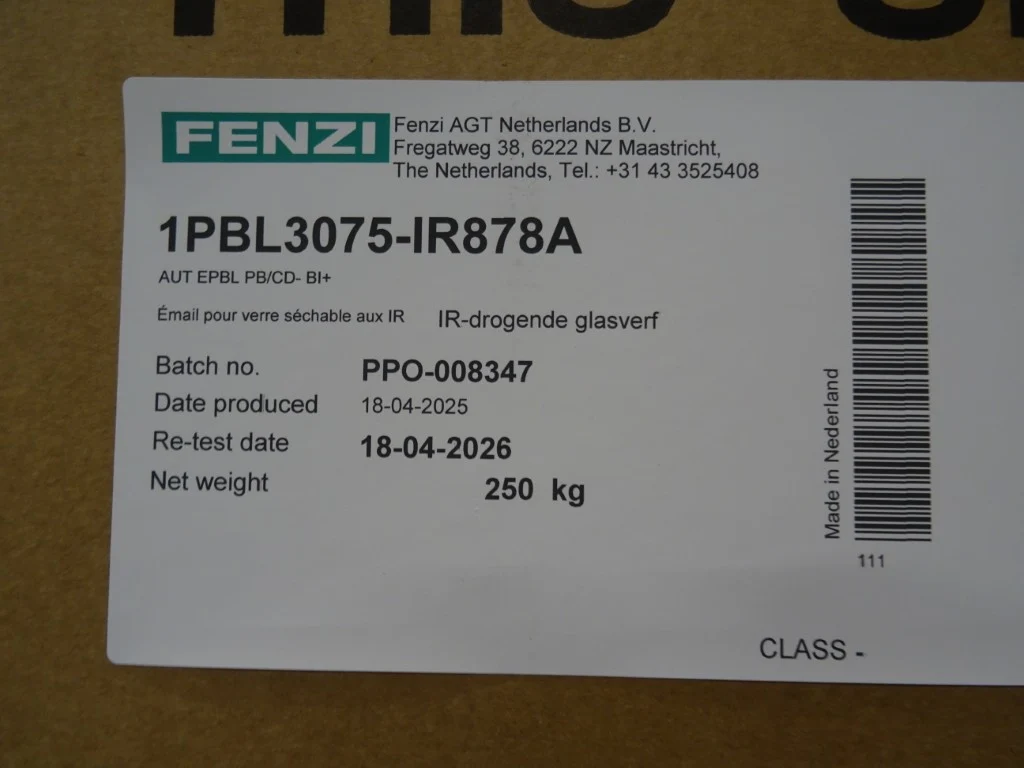 FENZI
Fenzi AGT Netherlands B.V.
Fregatweg 38, 6222 NZ Maastricht,
The Netherlands, Tel.: +31 43 3525408
1PBL3075-IR878A
AUT EPBL PB/CD- BI+
Émail pour verre séchable aux IR IR-drogende glasverf
Batch no. PPO-008347
Date produced 18-04-2025
Re-test date 18-04-2026
Net weight 250 kg
Made in Nederland
111
CLASS -